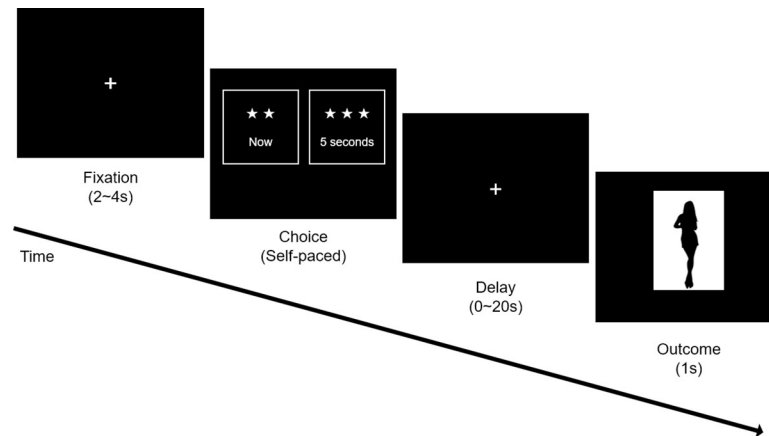 Fixation
(2~4s)
Now
5 seconds
Choice
(Self-paced)
Delay
(0~20s)
Outcome
(1s)
Time